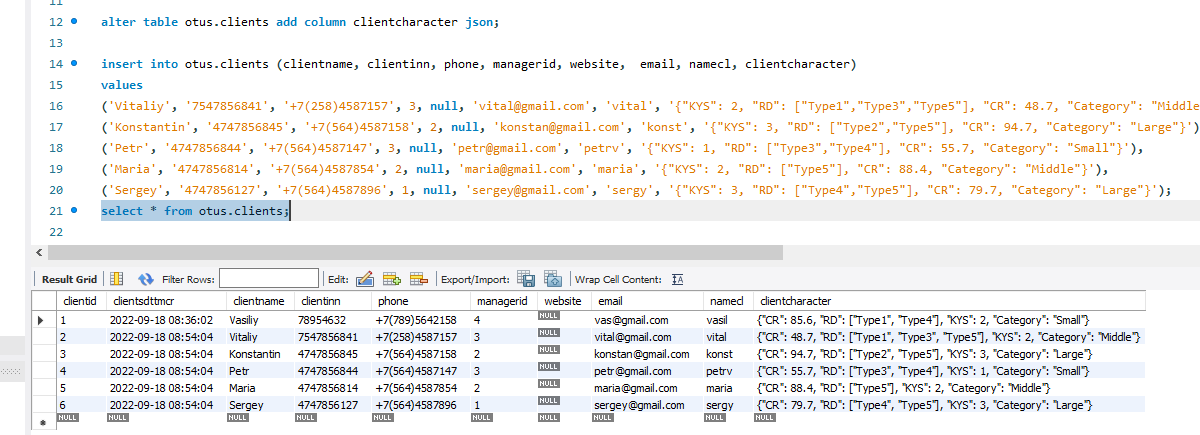 11
12 alter table otus.clients add column clientcharacter json;
13
14 insert into otus.clients (clientname, clientinn, phone, managerid, website,  email, namecl, clientcharacter)
15 values
16 ('Vitaliy', '7547856841', '+7(258)4587157', 3, null, 'vital@gmail.com', 'vital', '{"KYS": 2, "RD": ["Type1","Type3","Type5"], "CR": 48.7, "Category": "Middle
17 ('Konstantin', '4747856845', '+7(564)4587158', 2, null, 'konstan@gmail.com', 'konst', '{"KYS": 3, "RD": ["Type2","Type5"], "CR": 94.7, "Category": "Large"}')
18 ('Petr', '4747856844', '+7(564)4587147', 3, null, 'petr@gmail.com', 'petrv', '{"KYS": 1, "RD": ["Type3","Type4"], "CR": 55.7, "Category": "Small"}'),
19 ('Maria', '4747856814', '+7(564)4587854', 2, null, 'maria@gmail.com', 'maria', '{"KYS": 2, "RD": ["Type5"], "CR": 88.4, "Category": "Middle"}'),
20 ('Sergey', '4747856127', '+7(564)4587896', 1, null, 'sergey@gmail.com', 'sergy', '{"KYS": 3, "RD": ["Type4","Type5"], "CR": 79.7, "Category": "Large"}');
21 select * from otus.clients;
22
Result Grid Filter Rows: Edit: Export/Import: Wrap Cell Content:
clientid clientsdttmcr clientname clientinn phone managerid website email namecl clientcharacter
1 2022-09-18 08:36:02 Vasiliy 78954632 +7(789)5642158 4 NULL vas@gmail.com vasil {"CR": 85.6, "RD": ["Type1", "Type4"], "KYS": 2, "Category": "Small"}
2 2022-09-18 08:54:04 Vitaliy 7547856841 +7(258)4587157 3 NULL vital@gmail.com vital {"CR": 48.7, "RD": ["Type1", "Type3", "Type5"], "KYS": 2, "Category": "Middle"}
3 2022-09-18 08:54:04 Konstantin 4747856845 +7(564)4587158 2 NULL konstan@gmail.com konst {"CR": 94.7, "RD": ["Type2", "Type5"], "KYS": 3, "Category": "Large"}
4 2022-09-18 08:54:04 Petr 4747856844 +7(564)4587147 3 NULL petr@gmail.com petrv {"CR": 55.7, "RD": ["Type3", "Type4"], "KYS": 1, "Category": "Small"}
5 2022-09-18 08:54:04 Maria 4747856814 +7(564)4587854 2 NULL maria@gmail.com maria {"CR": 88.4, "RD": ["Type5"], "KYS": 2, "Category": "Middle"}
6 2022-09-18 08:54:04 Sergey 4747856127 +7(564)4587896 1 NULL sergey@gmail.com sergy {"CR": 79.7, "RD": ["Type4", "Type5"], "KYS": 3, "Category": "Large"}
NULL NULL NULL NULL NULL NULL NULL NULL NULL NULL